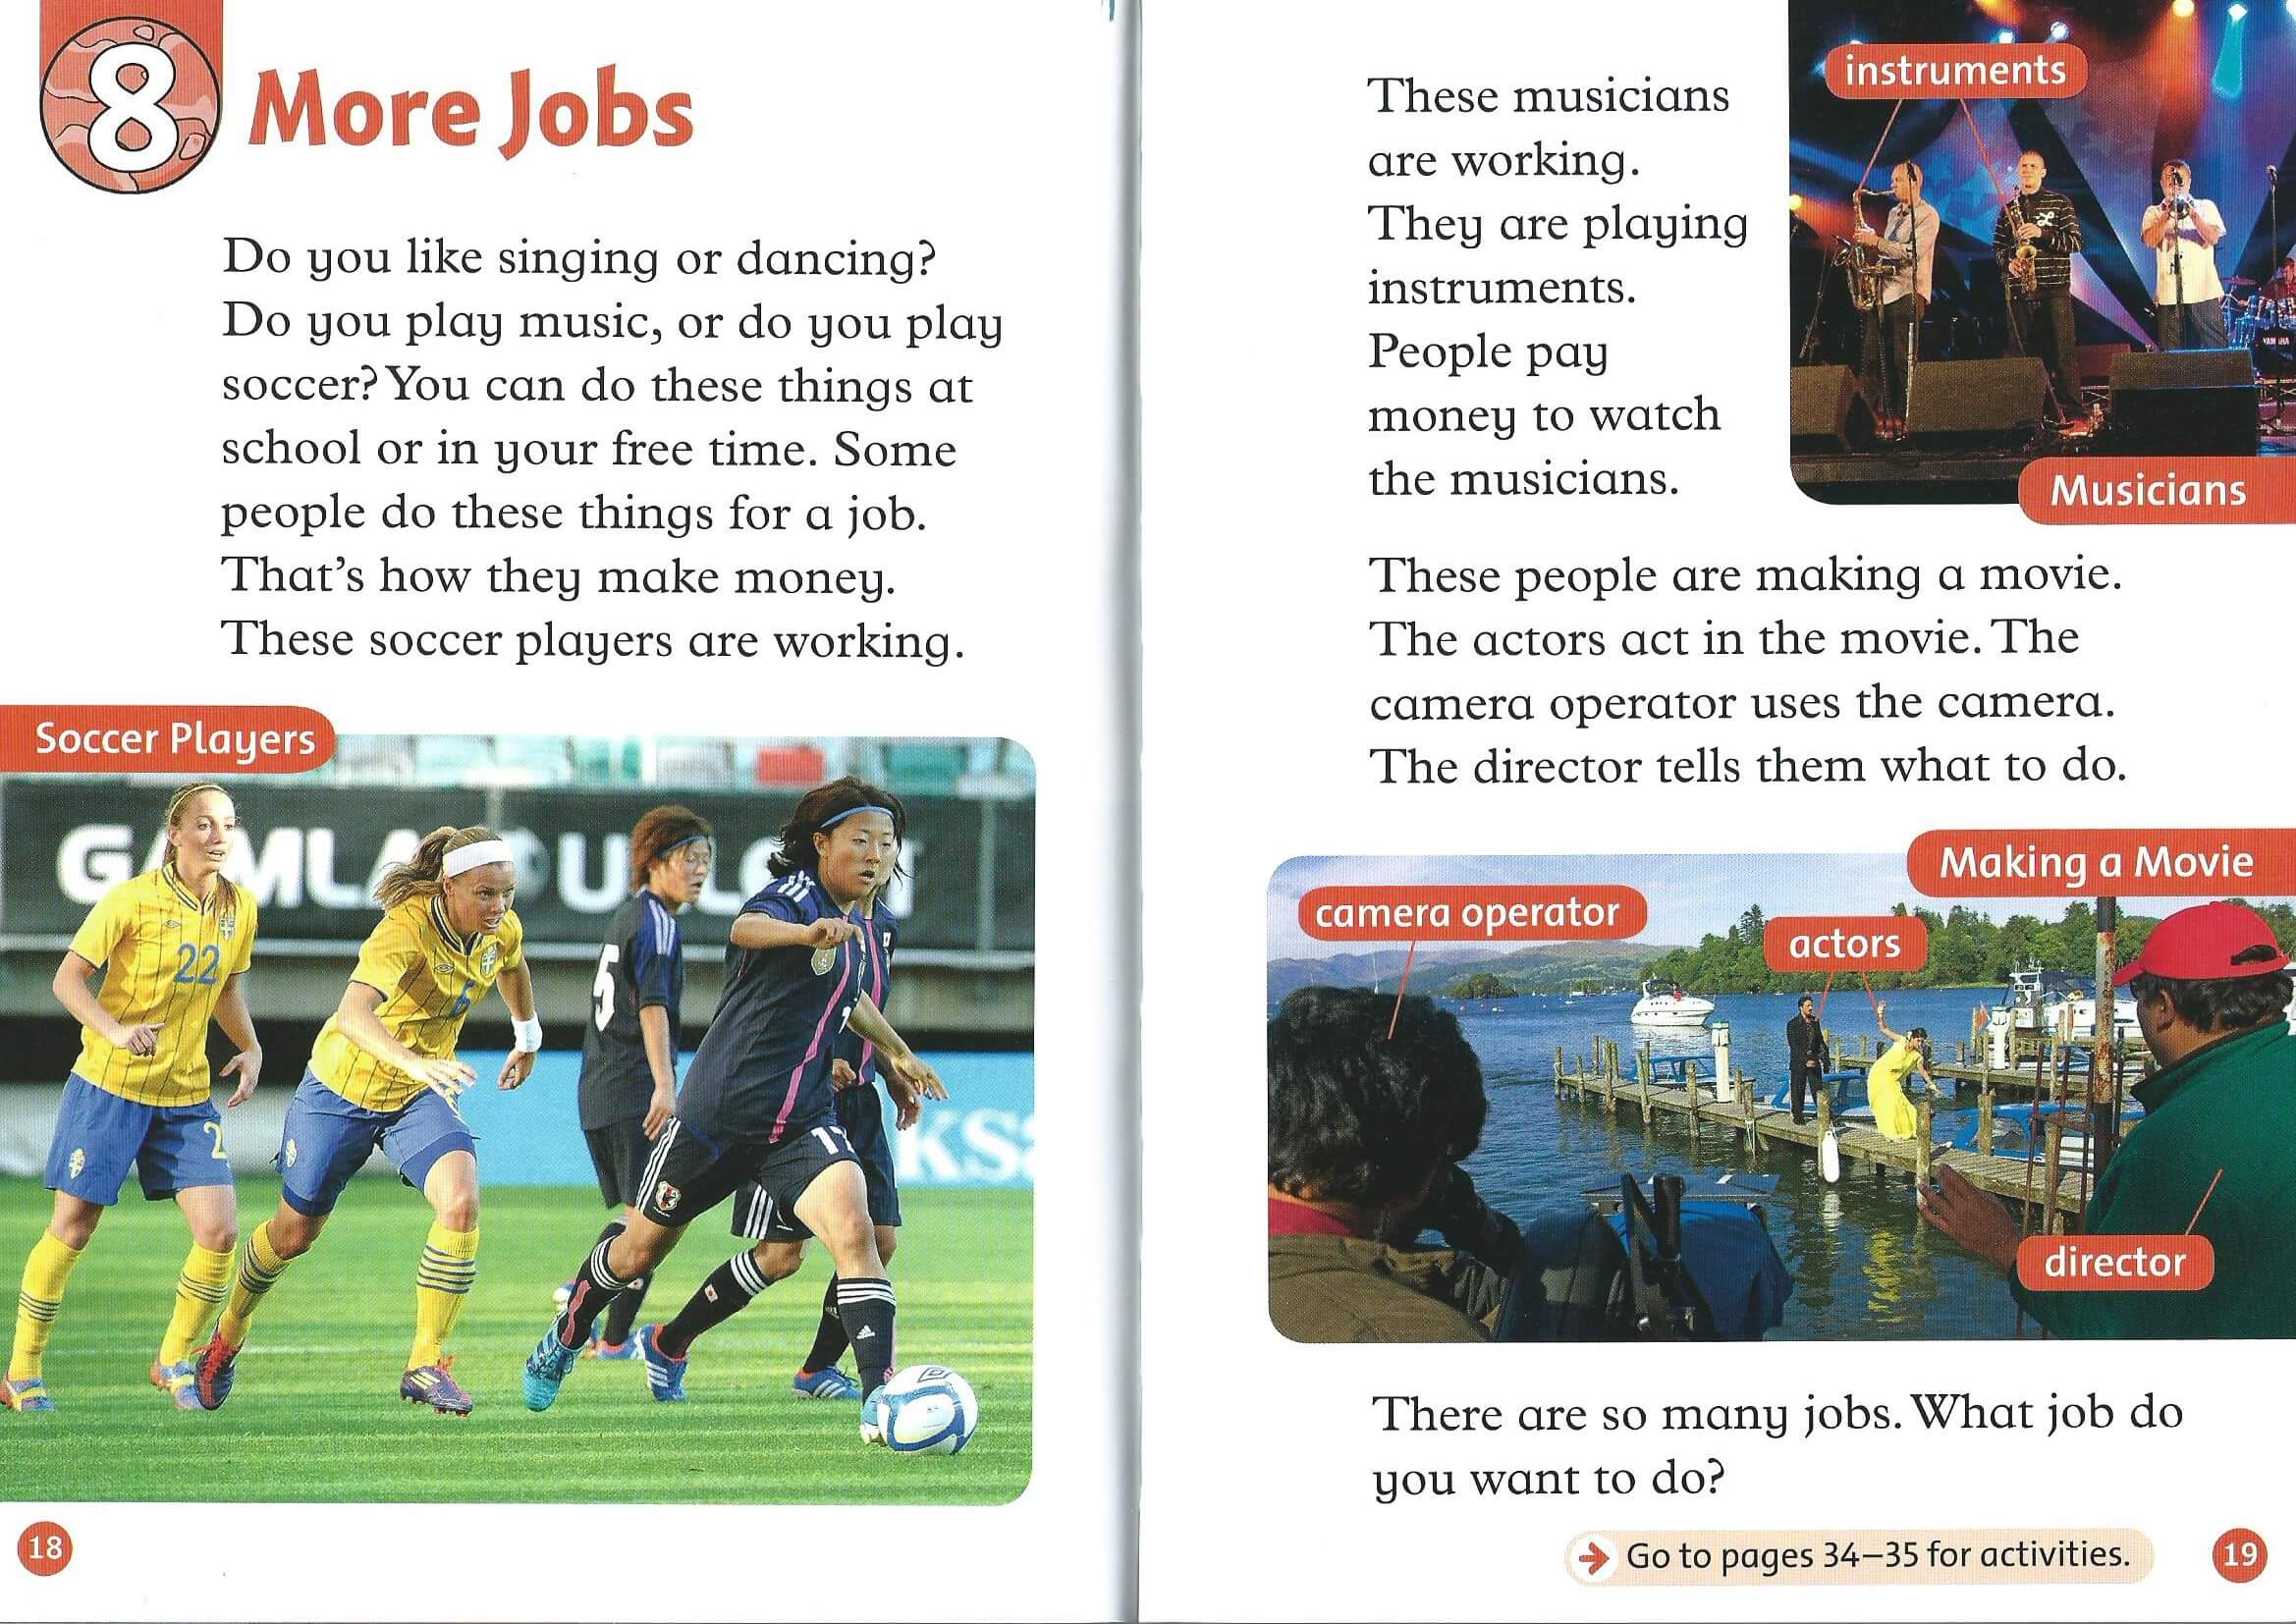 8
More Jobs
Do you like singing or dancing?
Do you play music, or do you play
soccer? You can do these things at
school or in your free time. Some
people do these things for a job.
That's how they make money.
These soccer players are working.
Soccer Players
22
2
6
5
17
18
These musicians
are working.
They are playing
instruments.
People pay
money to watch
the musicians.
instruments
Musicians
YAMAHA
These people are making a movie.
The actors act in the movie. The
camera operator uses the camera.
The director tells them what to do.
Making a Movie
camera operator
actors
director
There are so many jobs. What job do
you want to do?
Go to pages 34–35 for activities.
19